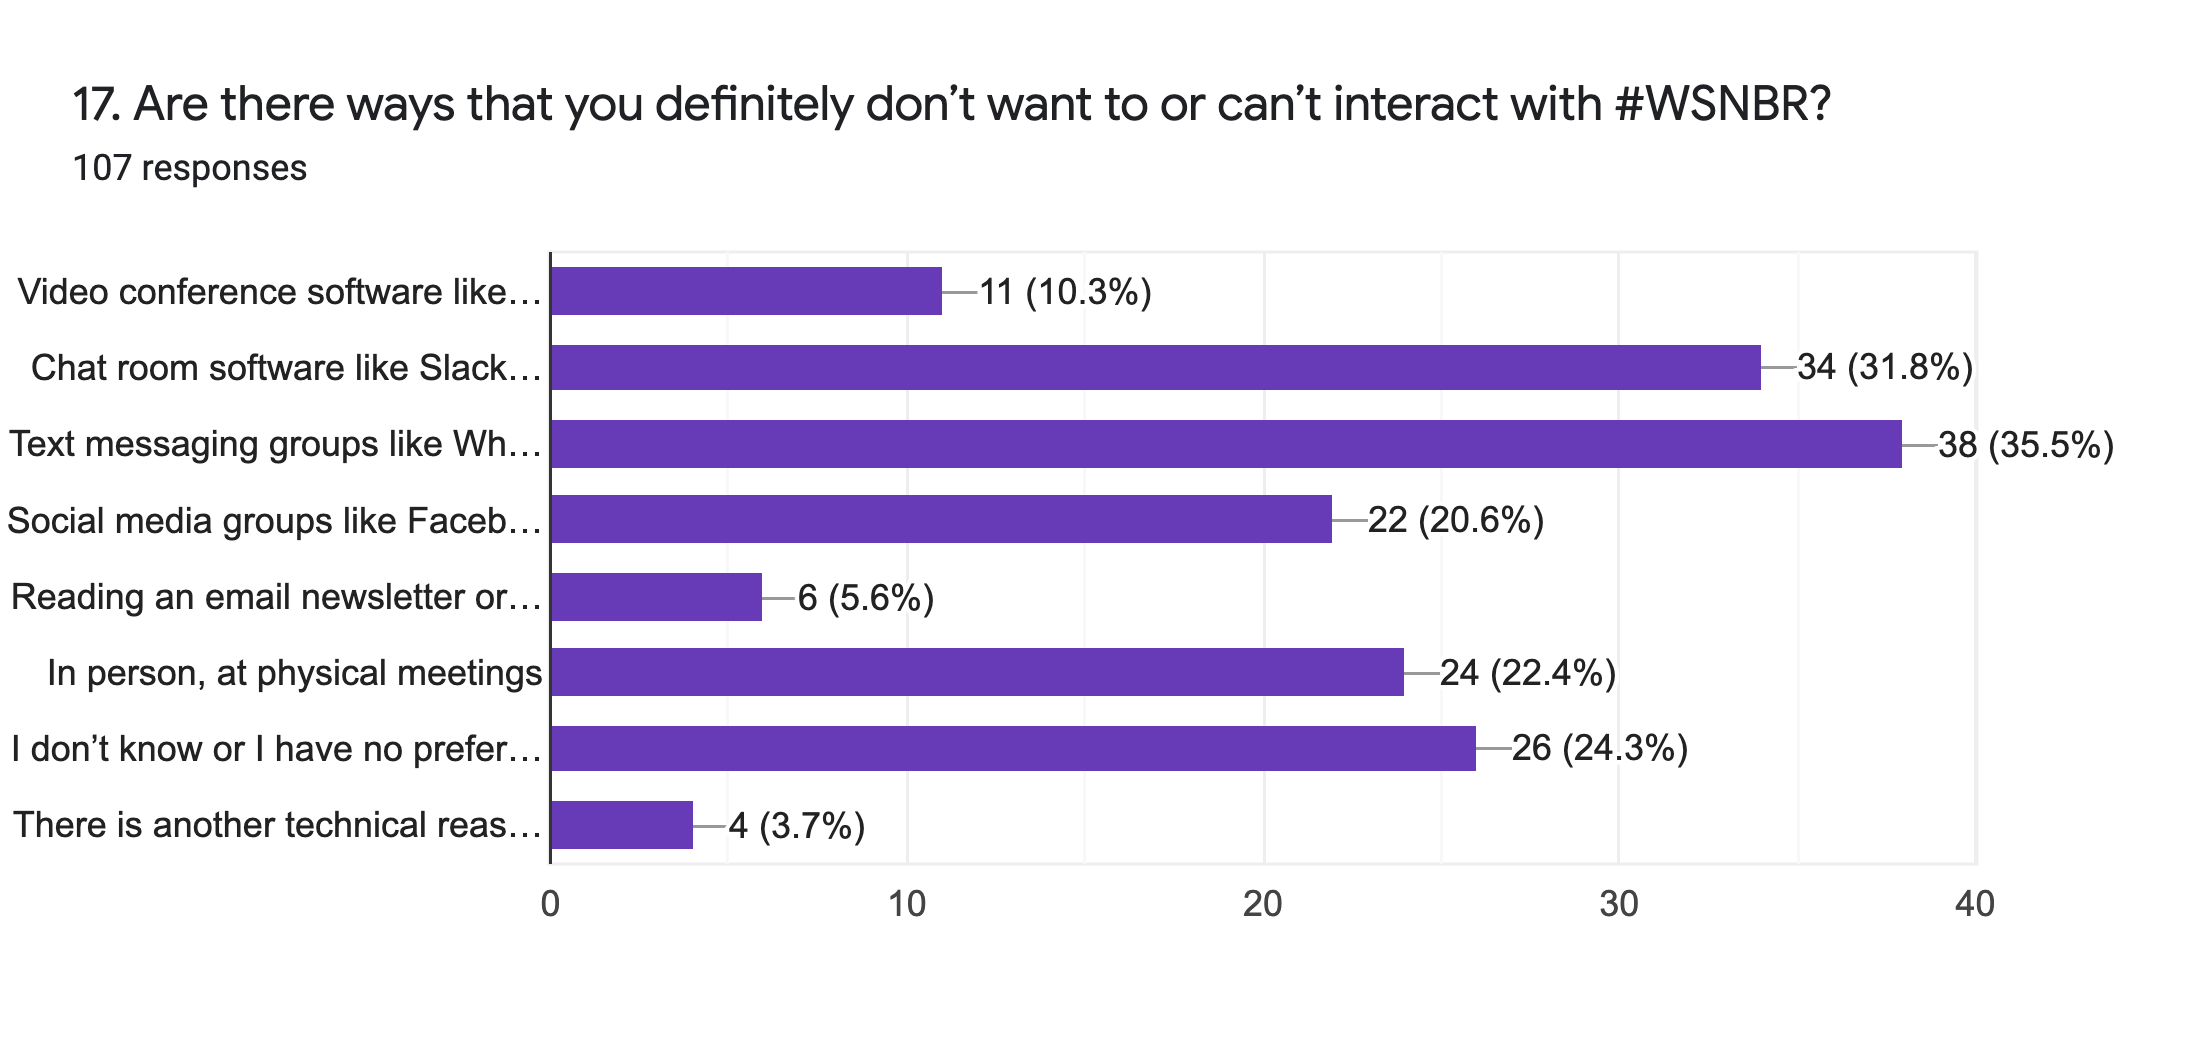 17. Are there ways that you definitely don’t want to or can’t interact with #WSNBR?
107 responses
Video conference software like… 11 (10.3%)
Chat room software like Slack… 34 (31.8%)
Text messaging groups like Wh… 38 (35.5%)
Social media groups like Faceb… 22 (20.6%)
Reading an email newsletter or… 6 (5.6%)
In person, at physical meetings 24 (22.4%)
I don’t know or I have no prefer… 26 (24.3%)
There is another technical reas… 4 (3.7%)
0 10 20 30 40